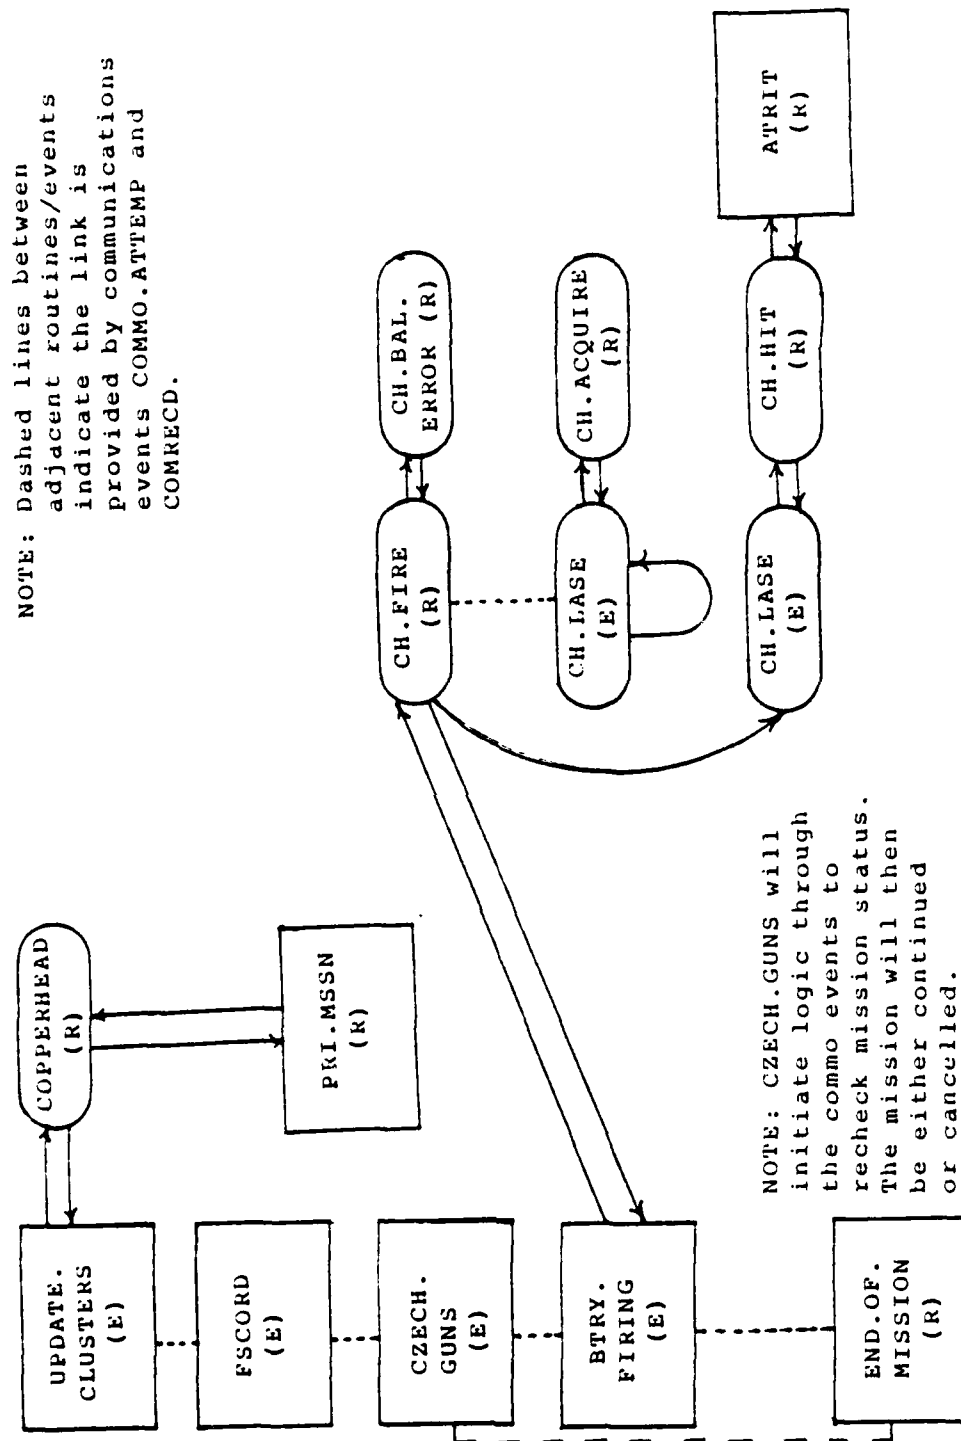 NOTE: Dashed lines between
adjacent routines/events
indicate the link is
provided by communications
events COMMO.ATTEMP and
COMRECD.
UPDATE.
CLUSTERS
(E)
COPPERHEAD
(R)
PRI.MSSN
(R)
FSCORD
(E)
CZECH.
GUNS
(E)
BTRY.
FIRING
(E)
END.OF.
MISSION
(R)
CH.FIRE
(R)
CH.BAL.
ERROR (R)
CH.LASE
(E)
CH.ACQUIRE
(R)
CH.LASE
(E)
CH.HIT
(R)
ATRIT
(R)
NOTE: CZECH.GUNS will
initiate logic through
the commo events to
recheck mission status.
The mission will then
be either continued
or cancelled.